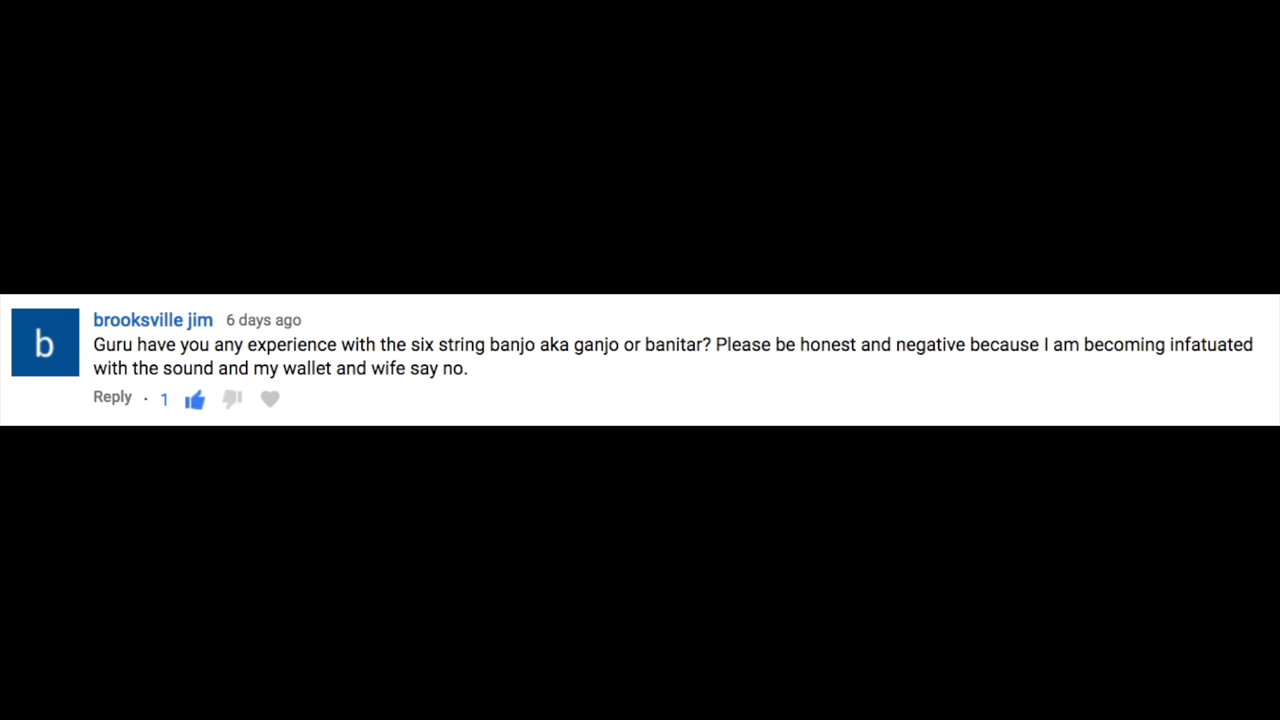 b
brooksville jim 6 days ago
Guru have you any experience with the six string banjo aka ganjo or banitar? Please be honest and negative because I am becoming infatuated
with the sound and my wallet and wife say no.
Reply · 1